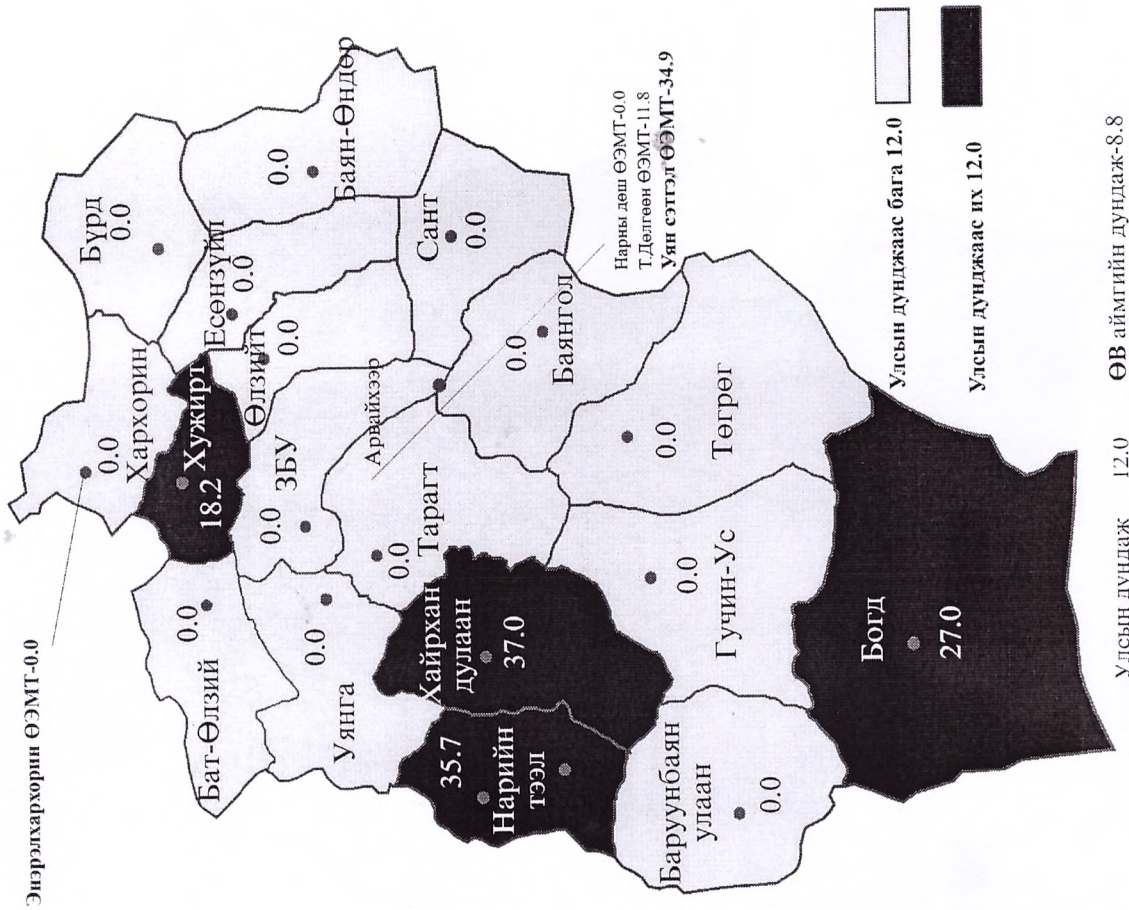 Энэрэлхархорин ӨЭМТ-0.0
Бүрд
0.0
Хархорин
0.0
Есөнзүйл
0.0
Баян-Өндөр
0.0
Хужирт
18.2
Өлзийт
0.0
Бат-Өлзий
0.0
ЗБУ
0.0
Сант
0.0
Уянга
0.0
Арвайхээр
Тарагт
0.0
Баянгол
0.0
Нарны дөш ӨЭМТ-0.0
Т.Дөлгөөн ӨЭМТ-11.8
Уян сэтгэл ӨЭМТ-34.9
Хайрхан
дулаан
37.0
35.7
Нарийн
тээл
Төгрөг
0.0
Гучин-Ус
0.0
Баруунбаян
улаан
0.0
Богд
27.0
Улсын дунджаас бага 12.0
Улсын дунджаас их 12.0
Улсын дундаж 12.0 ӨВ аймгийн дундаж-8.8